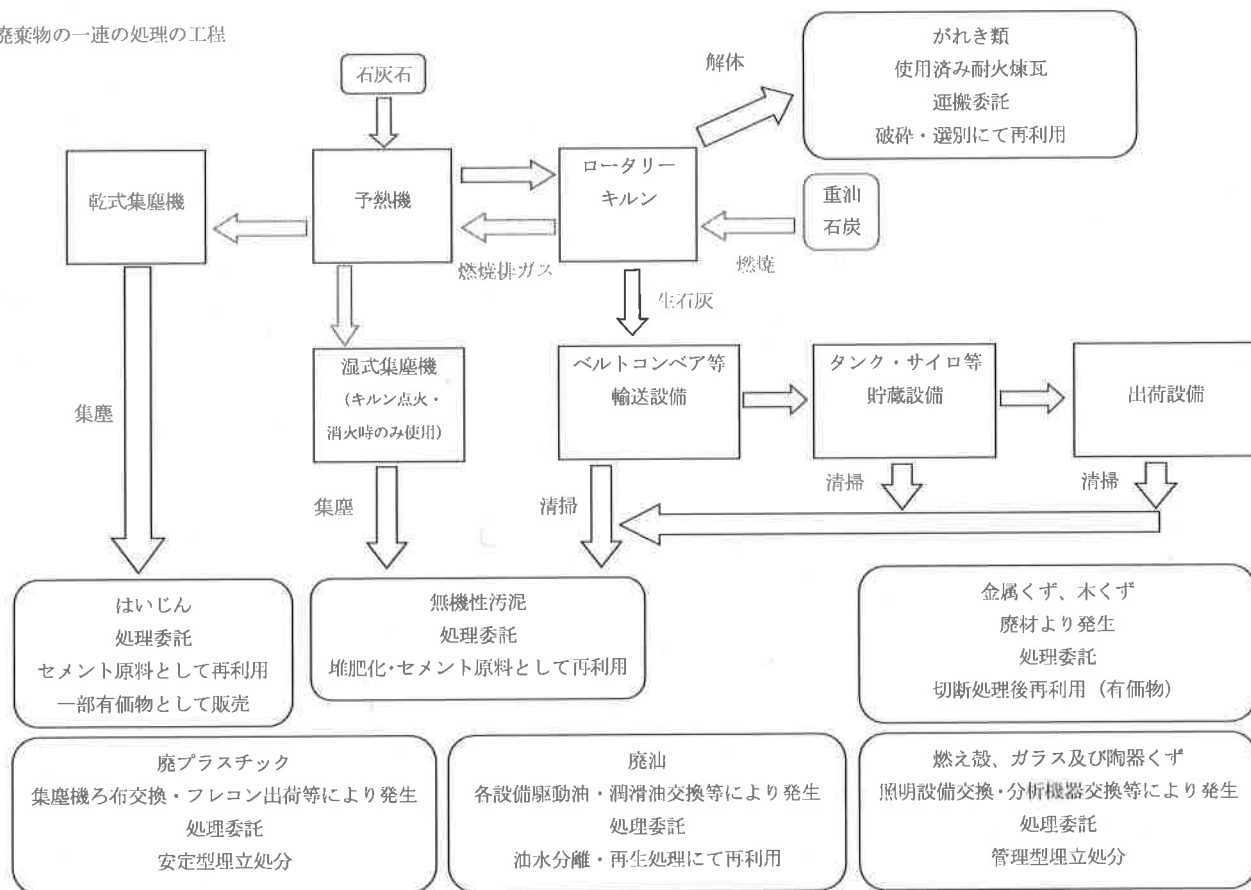 廃棄物の一連の処理の工程
石灰石
解体
がれき類
使用済み耐火煉瓦
運搬委託
破砕・選別にて再利用
乾式集塵機
予熱機
ロータリー
キルン
重油
石炭
燃焼排ガス
燃焼
生石灰
湿式集塵機
(キルン点火・
消火時のみ使用)
ベルトコンベア等
輸送設備
タンク・サイロ等
貯蔵設備
出荷設備
集塵
集塵
清掃
清掃
清掃
はいじん
処理委託
セメント原料として再利用
一部有価物として販売
無機性汚泥
処理委託
堆肥化・セメント原料として再利用
金属くず、木くず
廃材より発生
処理委託
切断処理後再利用（有価物）
廃プラスチック
集塵機ろ布交換・フレコン出荷等により発生
処理委託
安定型埋立処分
廃油
各設備駆動油・潤滑油交換等により発生
処理委託
油水分離・再生処理にて再利用
燃え殻、ガラス及び陶器くず
照明設備交換・分析機器交換等により発生
処理委託
管理型埋立処分